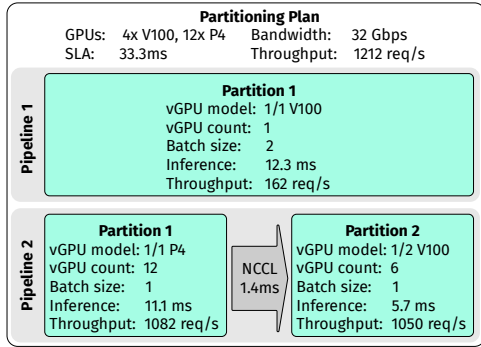 Partitioning Plan
GPUs: 4x V100, 12x P4 Bandwidth: 32 Gbps
SLA: 33.3ms Throughput: 1212 req/s
Pipeline 1
Partition 1
vGPU model: 1/1 V100
vGPU count: 1
Batch size: 2
Inference: 12.3 ms
Throughput: 162 req/s
Pipeline 2
Partition 1
vGPU model: 1/1 P4
vGPU count: 12
Batch size: 1
Inference: 11.1 ms
Throughput: 1082 req/s
NCCL
1.4ms
Partition 2
vGPU model: 1/2 V100
vGPU count: 6
Batch size: 1
Inference: 5.7 ms
Throughput: 1050 req/s